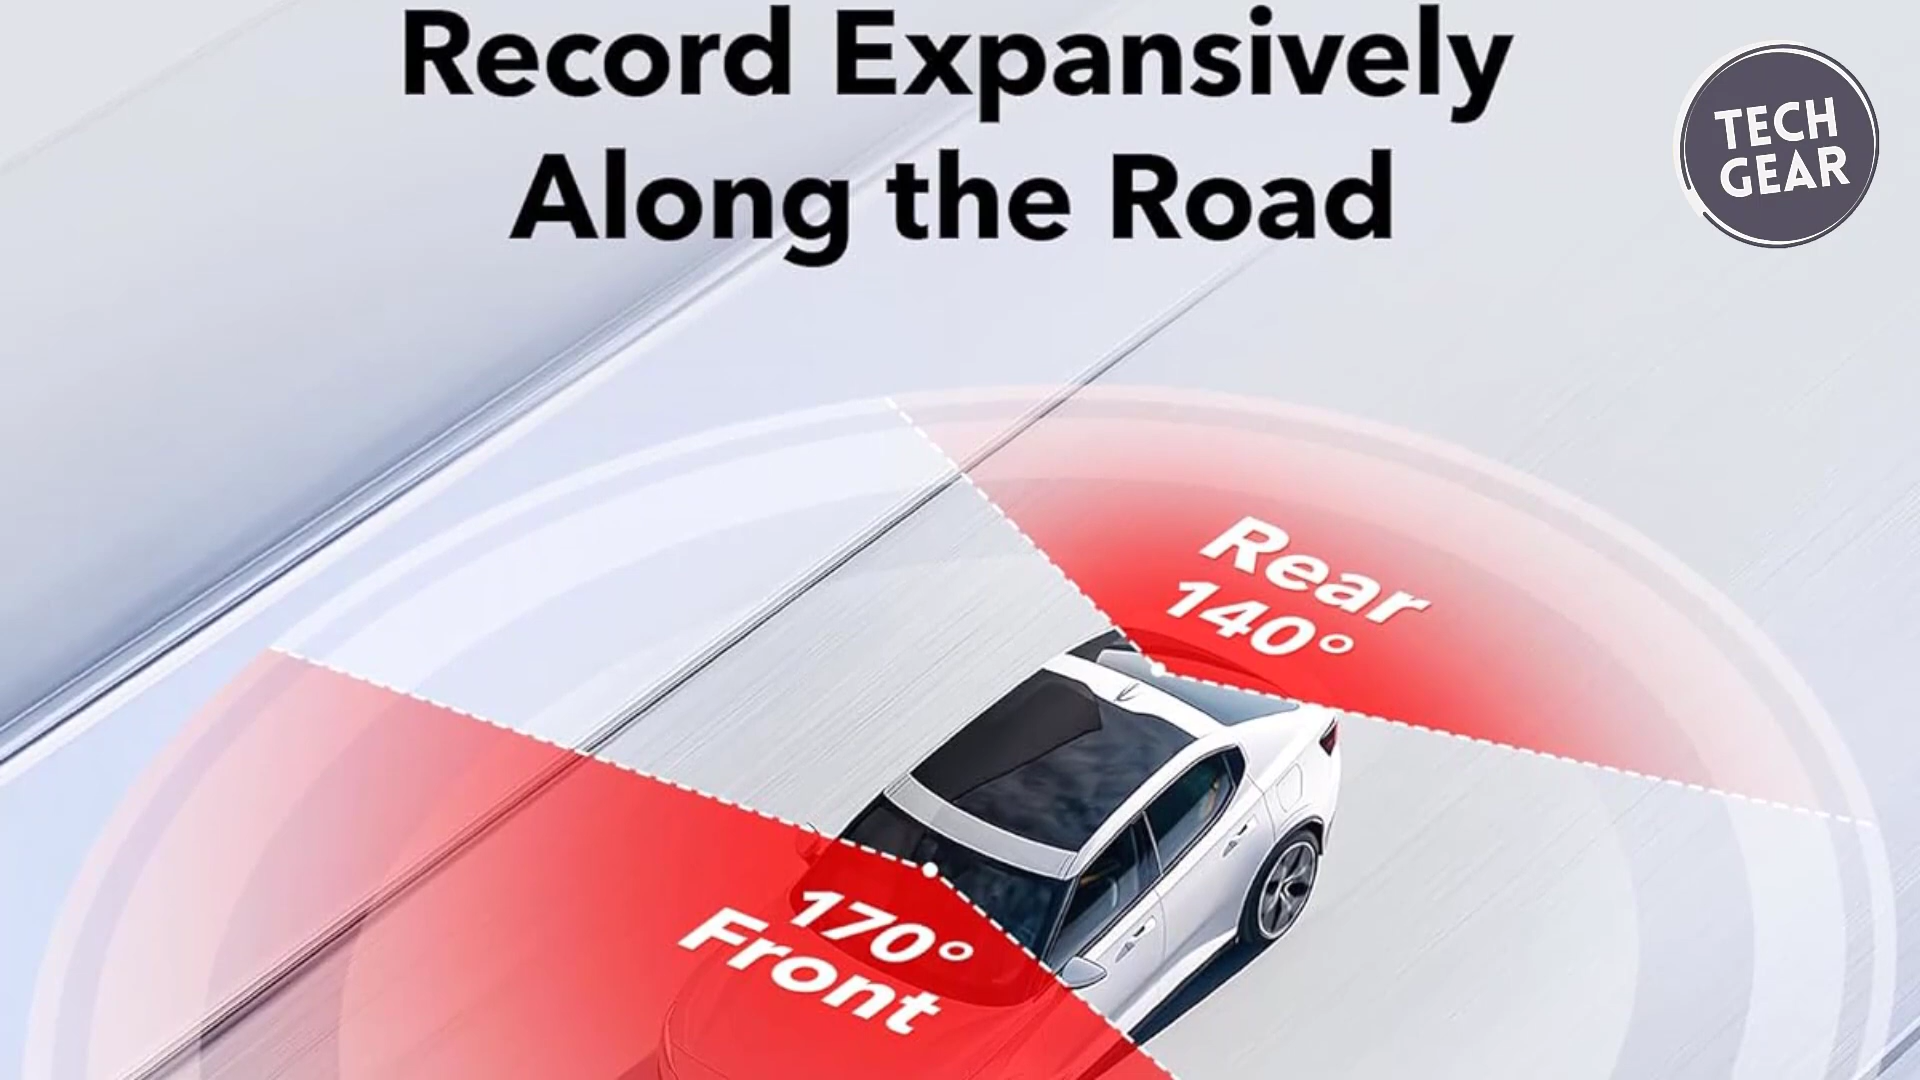 Record Expansively
Along the Road
TECH
GEAR
Rear
140°
170°
Front